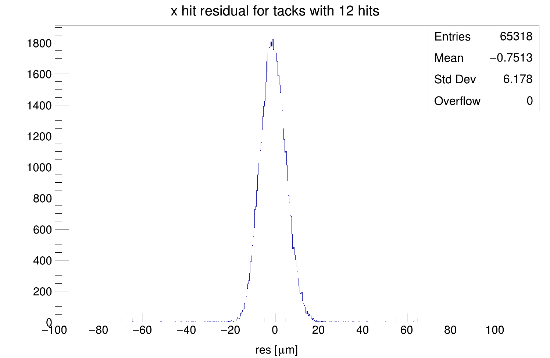 x hit residual for tacks with 12 hits
Entries 65318
Mean −0.7513
Std Dev 6.178
Overflow 0
1800
1600
1400
1200
1000
800
600
400
200
0
−100 −80 −60 −40 −20 0 20 40 60 80 100
res [μm]